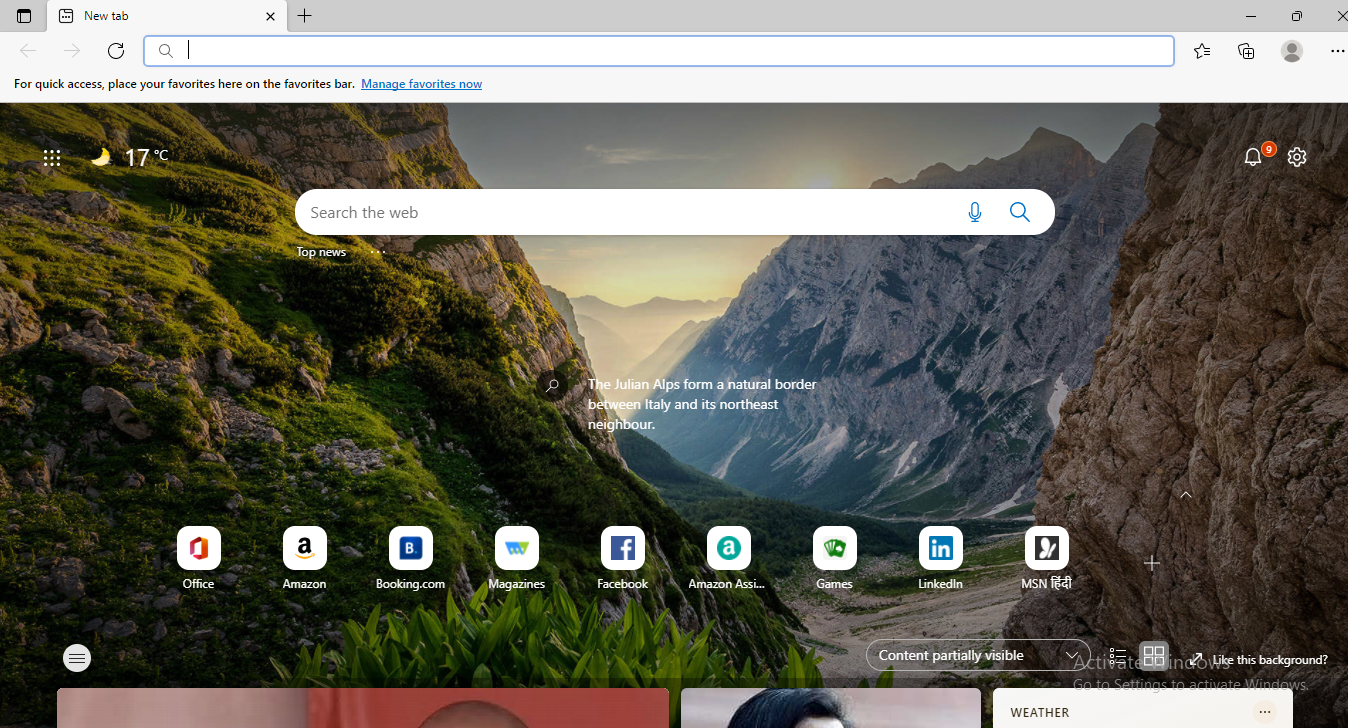 New tab
For quick access, place your favorites here on the favorites bar. Manage favorites now
17 °C
9
Search the web
Top news
The Julian Alps form a natural border
between Italy and its northeast
neighbour.
Office
Amazon
Booking.com
Magazines
Facebook
Amazon Assi...
Games
LinkedIn
MSN हिंदी
Content partially visible
Like this background?
Activate Windows
Go to Settings to activate Windows.
WEATHER